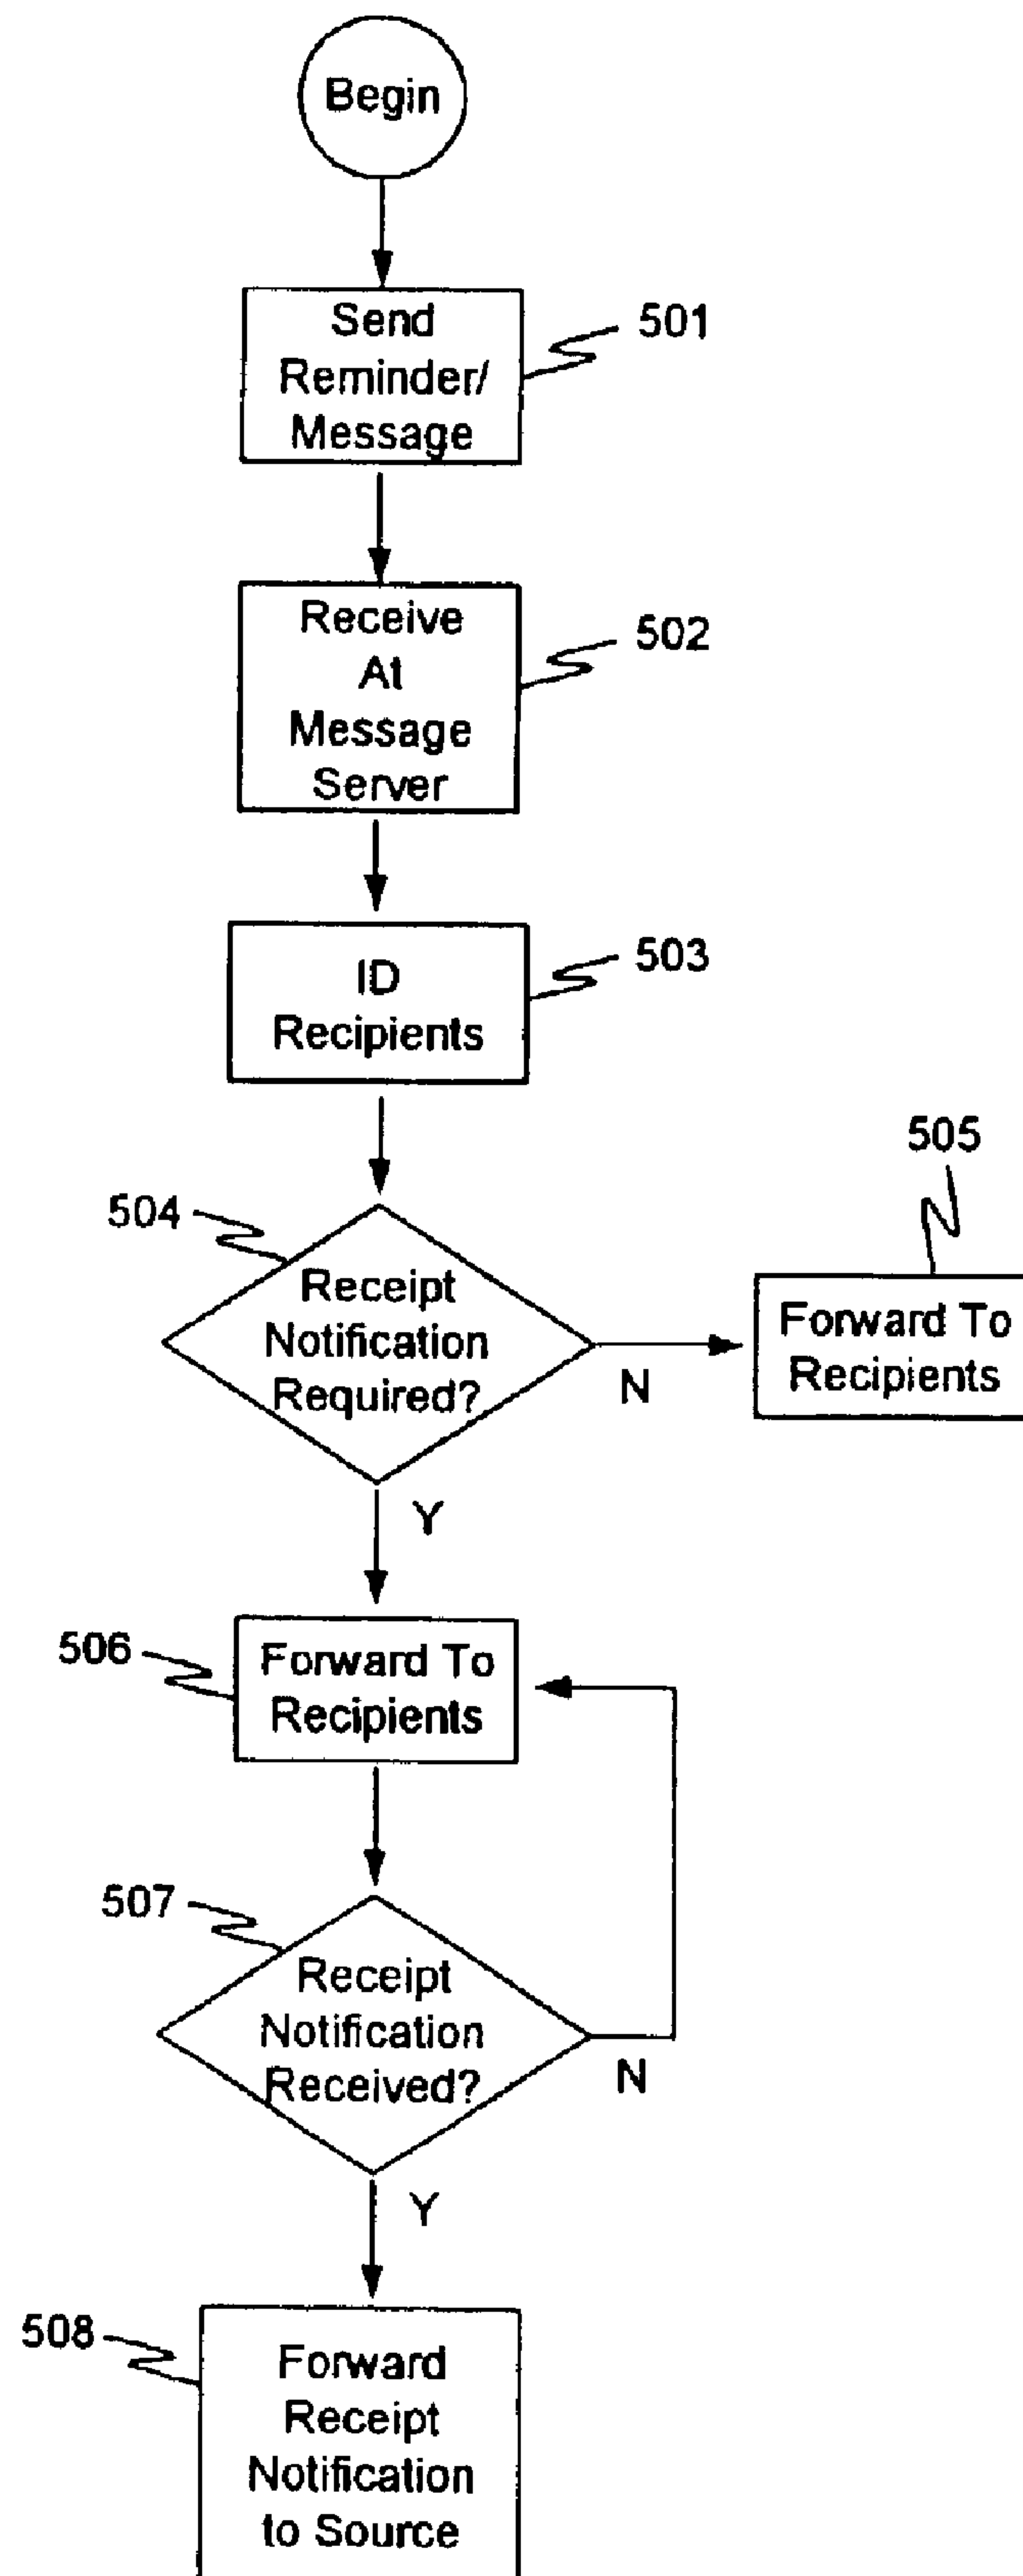 Begin
Send
Reminder/
Message
501
Receive
At
Message
Server
502
ID
Recipients
503
504
Receipt
Notification
Required?
N
505
Forward To
Recipients
Y
506
Forward To
Recipients
507
Receipt
Notification
Received?
N
Y
508
Forward
Receipt
Notification
to Source